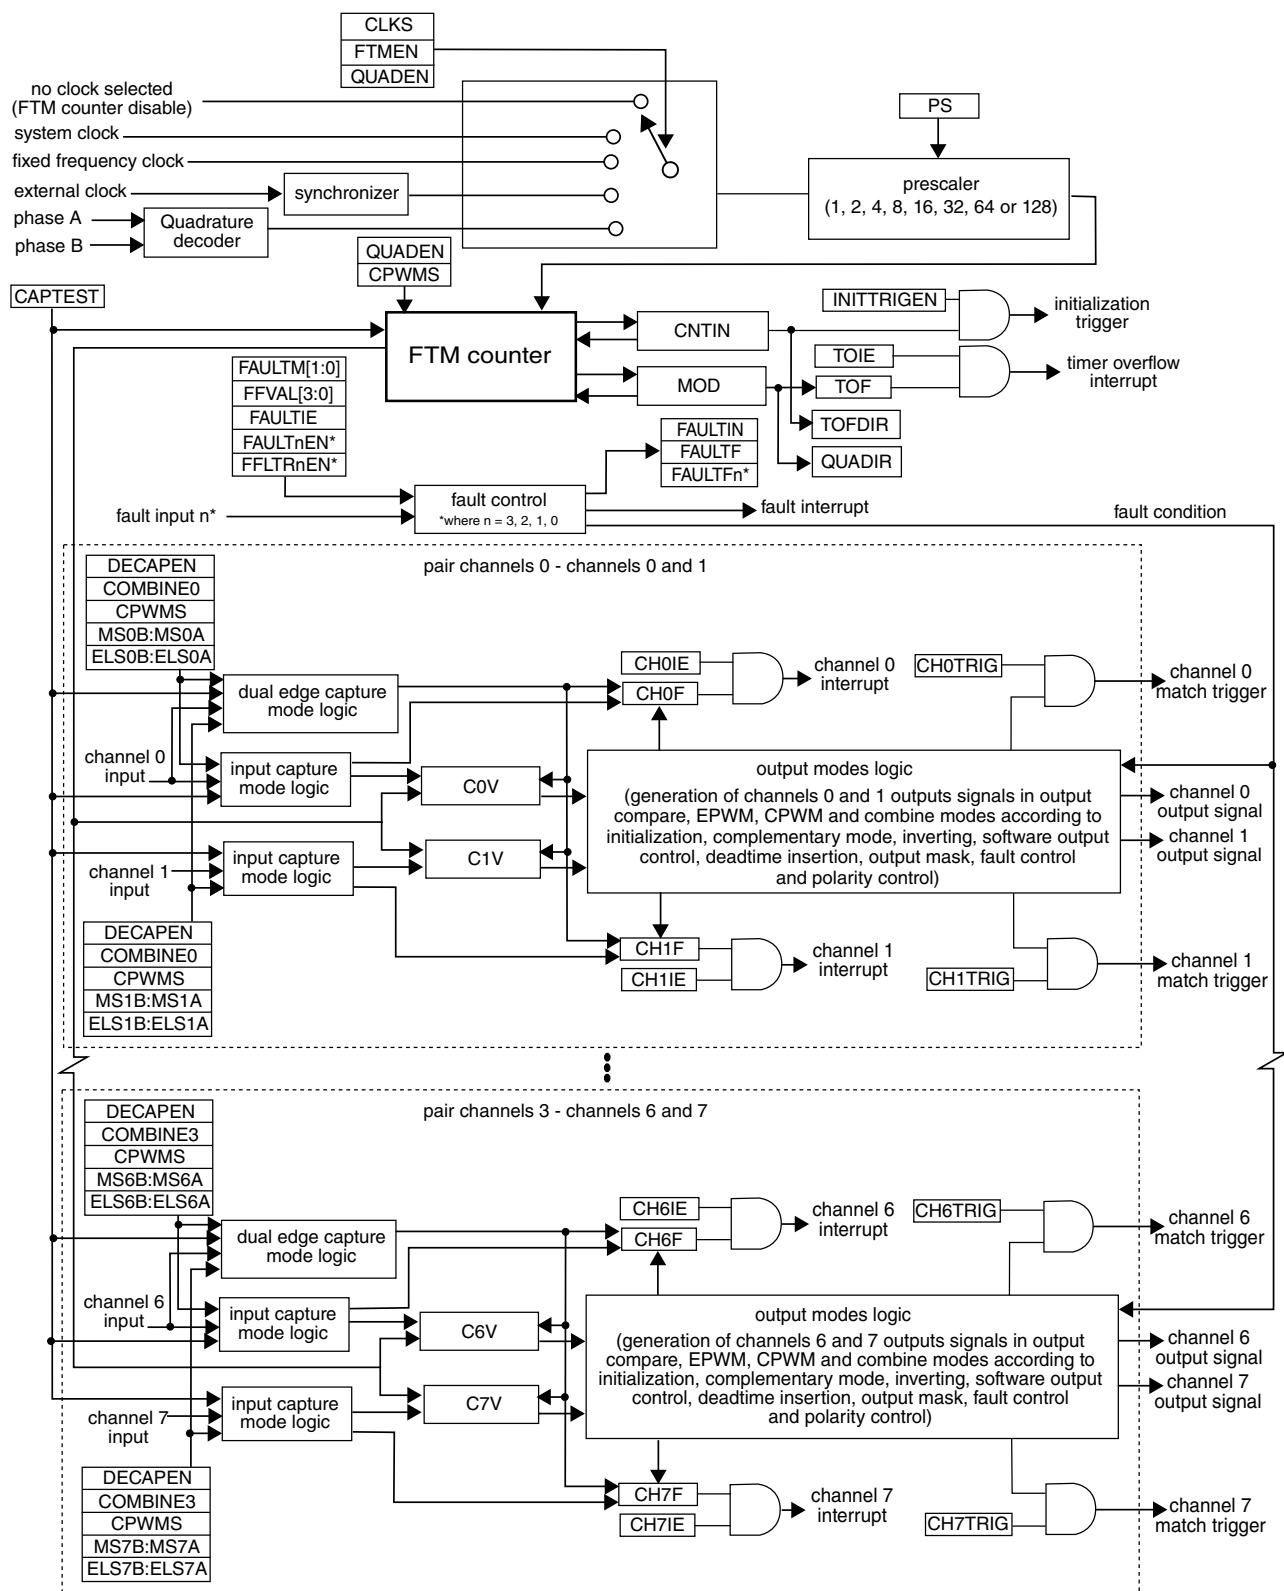 CLKS
FTMEN
QUADEN
no clock selected
(FTM counter disable)
system clock
fixed frequency clock
external clock
synchronizer
phase A
phase B
Quadrature
decoder
PS
prescaler
(1, 2, 4, 8, 16, 32, 64 or 128)
QUADEN
CPWMS
CAPTEST
FTM counter
CNTIN
MOD
INITTRIGEN
initialization
trigger
TOIE
TOF
timer overflow
interrupt
TOFDIR
QUADIR
FAULTM[1:0]
FFVAL[3:0]
FAULTIE
FAULTnEN*
FFLTRnEN*
FAULTIN
FAULTF
FAULTFn*
fault input n*
fault control
*where n = 3, 2, 1, 0
fault interrupt
fault condition
pair channels 0 - channels 0 and 1
DECAPEN
COMBINE0
CPWMS
MS0B:MS0A
ELS0B:ELS0A
dual edge capture
mode logic
CH0IE
CH0F
channel 0
interrupt
CH0TRIG
channel 0
match trigger
channel 0
input
input capture
mode logic
C0V
output modes logic
(generation of channels 0 and 1 outputs signals in output
compare, EPWM, CPWM and combine modes according to
initialization, complementary mode, inverting, software output
control, deadtime insertion, output mask, fault control
and polarity control)
channel 0
output signal
channel 1
output signal
channel 1
input
input capture
mode logic
C1V
DECAPEN
COMBINE0
CPWMS
MS1B:MS1A
ELS1B:ELS1A
CH1F
CH1IE
channel 1
interrupt
CH1TRIG
channel 1
match trigger
pair channels 3 - channels 6 and 7
DECAPEN
COMBINE3
CPWMS
MS6B:MS6A
ELS6B:ELS6A
dual edge capture
mode logic
CH6IE
CH6F
channel 6
interrupt
CH6TRIG
channel 6
match trigger
channel 6
input
input capture
mode logic
C6V
output modes logic
(generation of channels 6 and 7 outputs signals in output
compare, EPWM, CPWM and combine modes according to
initialization, complementary mode, inverting, software output
control, deadtime insertion, output mask, fault control
and polarity control)
channel 6
output signal
channel 7
output signal
channel 7
input
input capture
mode logic
C7V
DECAPEN
COMBINE3
CPWMS
MS7B:MS7A
ELS7B:ELS7A
CH7F
CH7IE
channel 7
interrupt
CH7TRIG
channel 7
match trigger